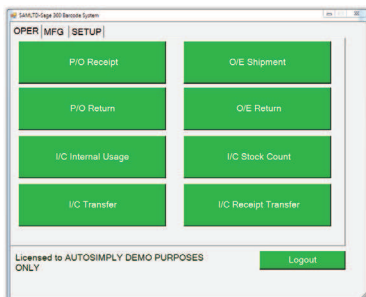 SANLTD-Sage 300 Barcode System
OPER MFG SETUP
P/O Receipt
O/E Shipment
P/O Return
O/E Return
I/C Internal Usage
I/C Stock Count
I/C Transfer
I/C Receipt Transfer
Licensed to AUTOSIMPLY DEMO PURPOSES
ONLY
Logout